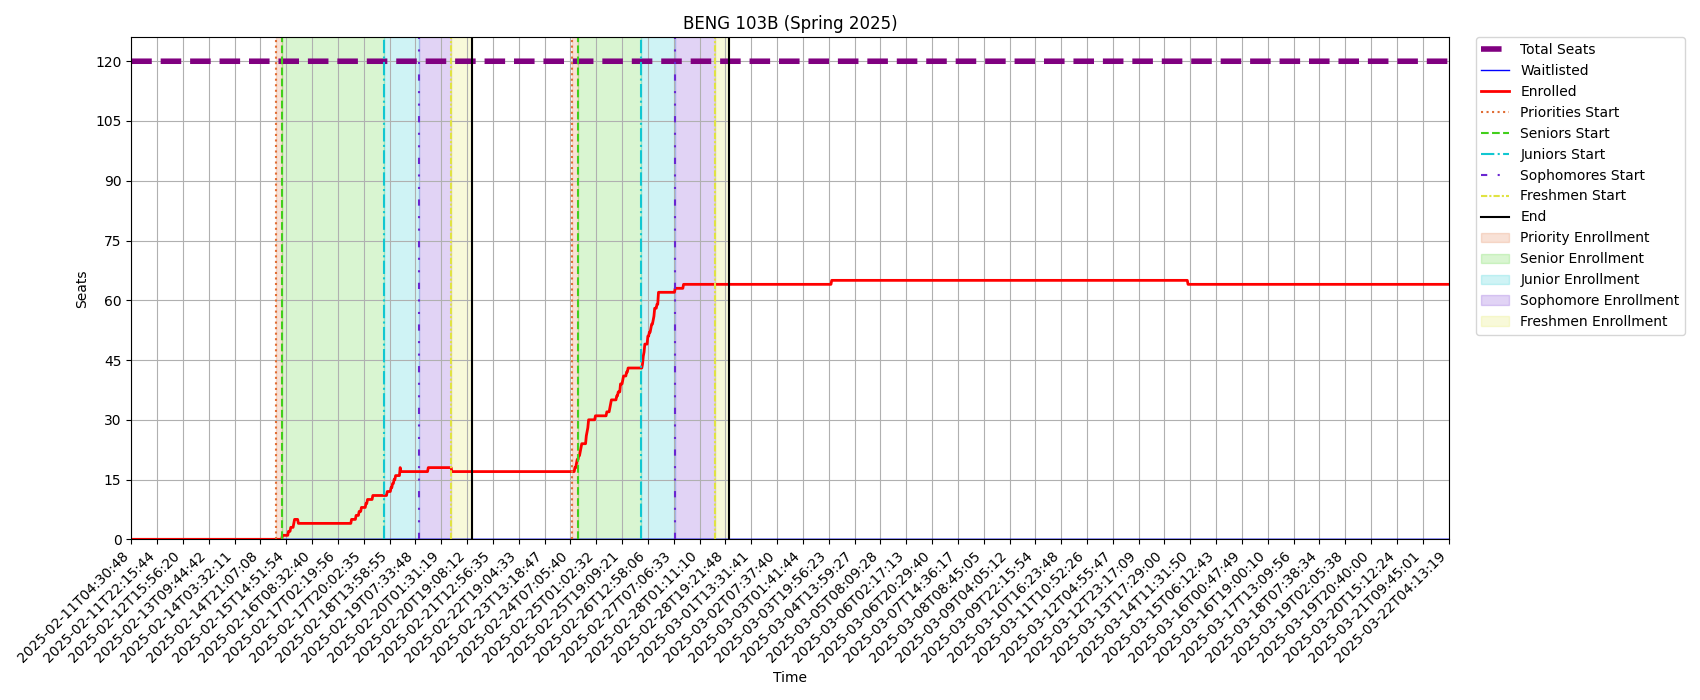 BENG 103B (Spring 2025)
Seats
120
105
90
75
60
45
30
15
0
Total Seats
Waitlisted
Enrolled
Priorities Start
Seniors Start
Juniors Start
Sophomores Start
Freshmen Start
End
Priority Enrollment
Senior Enrollment
Junior Enrollment
Sophomore Enrollment
Freshmen Enrollment
2025-02-11T04:30:48
2025-02-11T22:15:44
2025-02-12T15:56:20
2025-02-13T09:44:42
2025-02-14T03:32:11
2025-02-14T21:07:08
2025-02-15T14:51:54
2025-02-16T08:32:40
2025-02-17T02:19:56
2025-02-17T20:02:35
2025-02-18T13:58:55
2025-02-19T07:33:48
2025-02-20T01:31:19
2025-02-20T19:08:12
2025-02-21T12:56:35
2025-02-22T19:04:33
2025-02-23T13:18:47
2025-02-24T07:05:40
2025-02-25T01:02:32
2025-02-25T19:09:21
2025-02-26T12:58:06
2025-02-27T07:06:33
2025-02-28T01:11:10
2025-02-28T19:21:48
2025-03-01T13:31:41
2025-03-02T07:37:40
2025-03-03T01:41:44
2025-03-03T19:56:23
2025-03-04T13:59:27
2025-03-05T08:09:28
2025-03-06T02:17:13
2025-03-06T20:29:40
2025-03-07T14:36:17
2025-03-08T08:45:05
2025-03-09T04:05:12
2025-03-09T22:15:54
2025-03-10T16:23:48
2025-03-11T10:52:26
2025-03-12T04:55:47
2025-03-12T23:17:09
2025-03-13T17:29:00
2025-03-14T11:31:50
2025-03-15T06:12:43
2025-03-16T00:47:49
2025-03-16T19:00:10
2025-03-17T13:09:56
2025-03-18T07:38:34
2025-03-19T02:05:38
2025-03-19T20:40:00
2025-03-20T15:12:24
2025-03-21T09:45:01
2025-03-22T04:13:19
Time